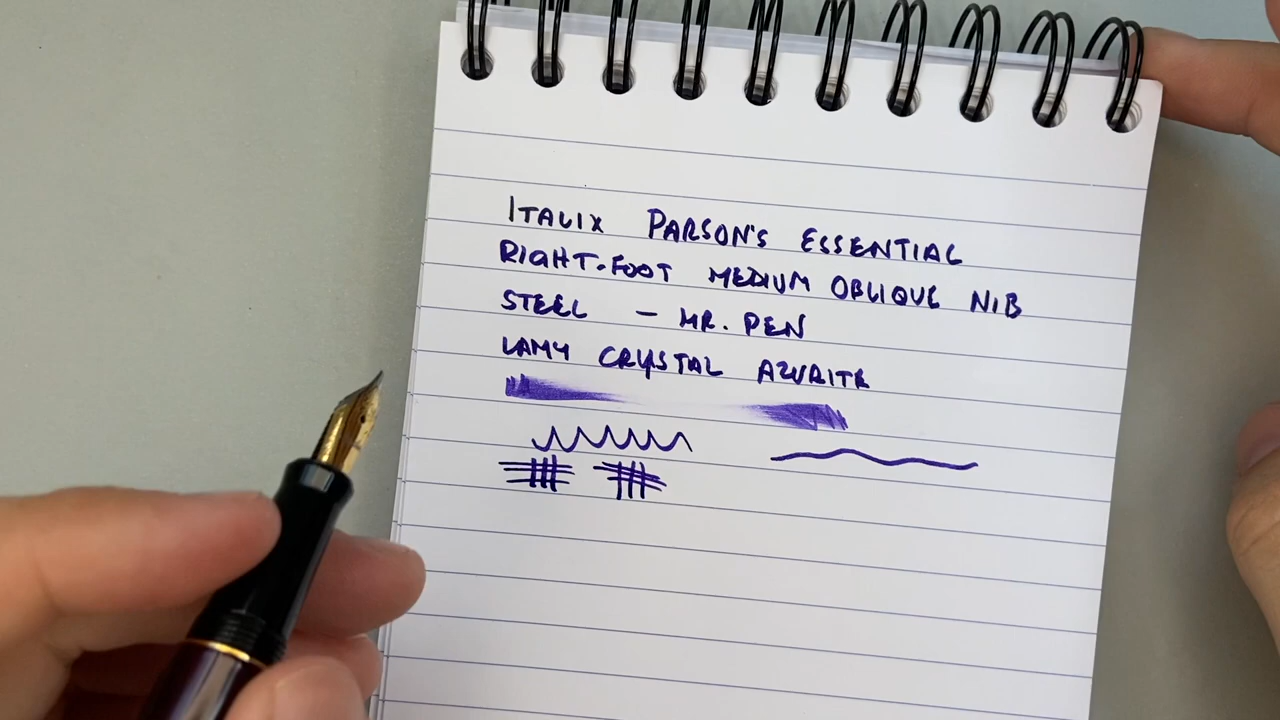 ITALIX PARSON'S ESSENTIAL
RIGHT-FOOT MEDIUM OBLIQUE NIB
STEEL - MR. PEN
LAMY CRYSTAL AZURITE